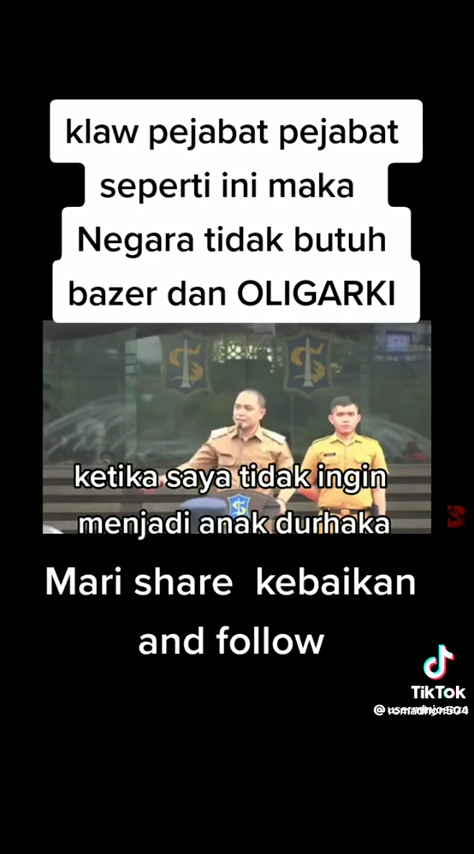 klaw pejabat pejabat
seperti ini maka
Negara tidak butuh
bazer dan OLIGARKI
ketika saya tidak ingin
menjadi anak durhaka
Mari share kebaikan
and follow
TikTok